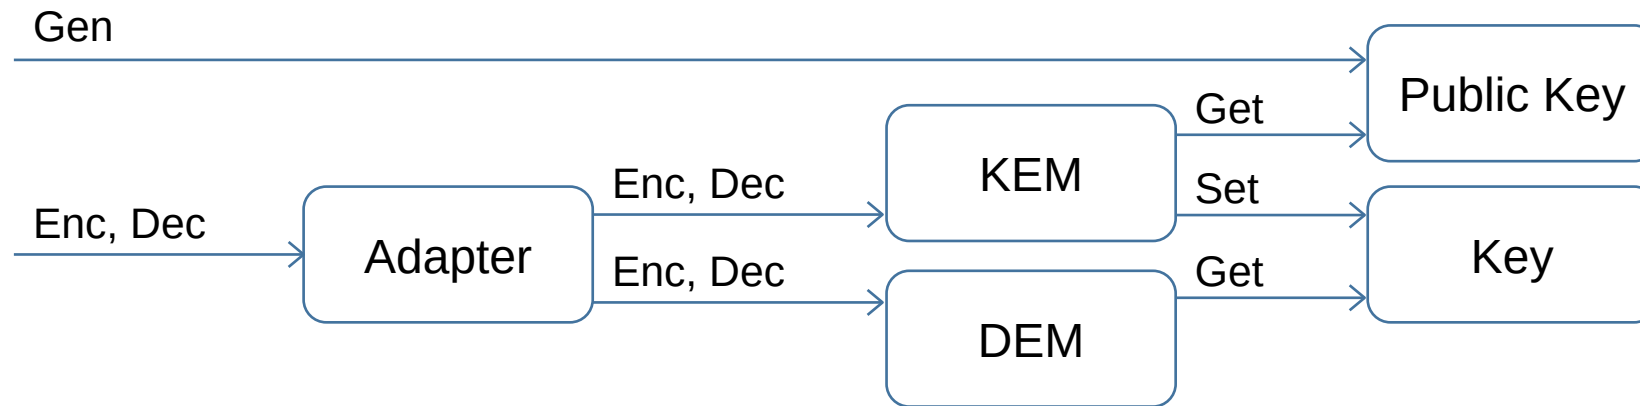 Gen
Public Key
Get
KEM
Enc, Dec
Set
Enc, Dec
Adapter
Key
Enc, Dec
Get
DEM